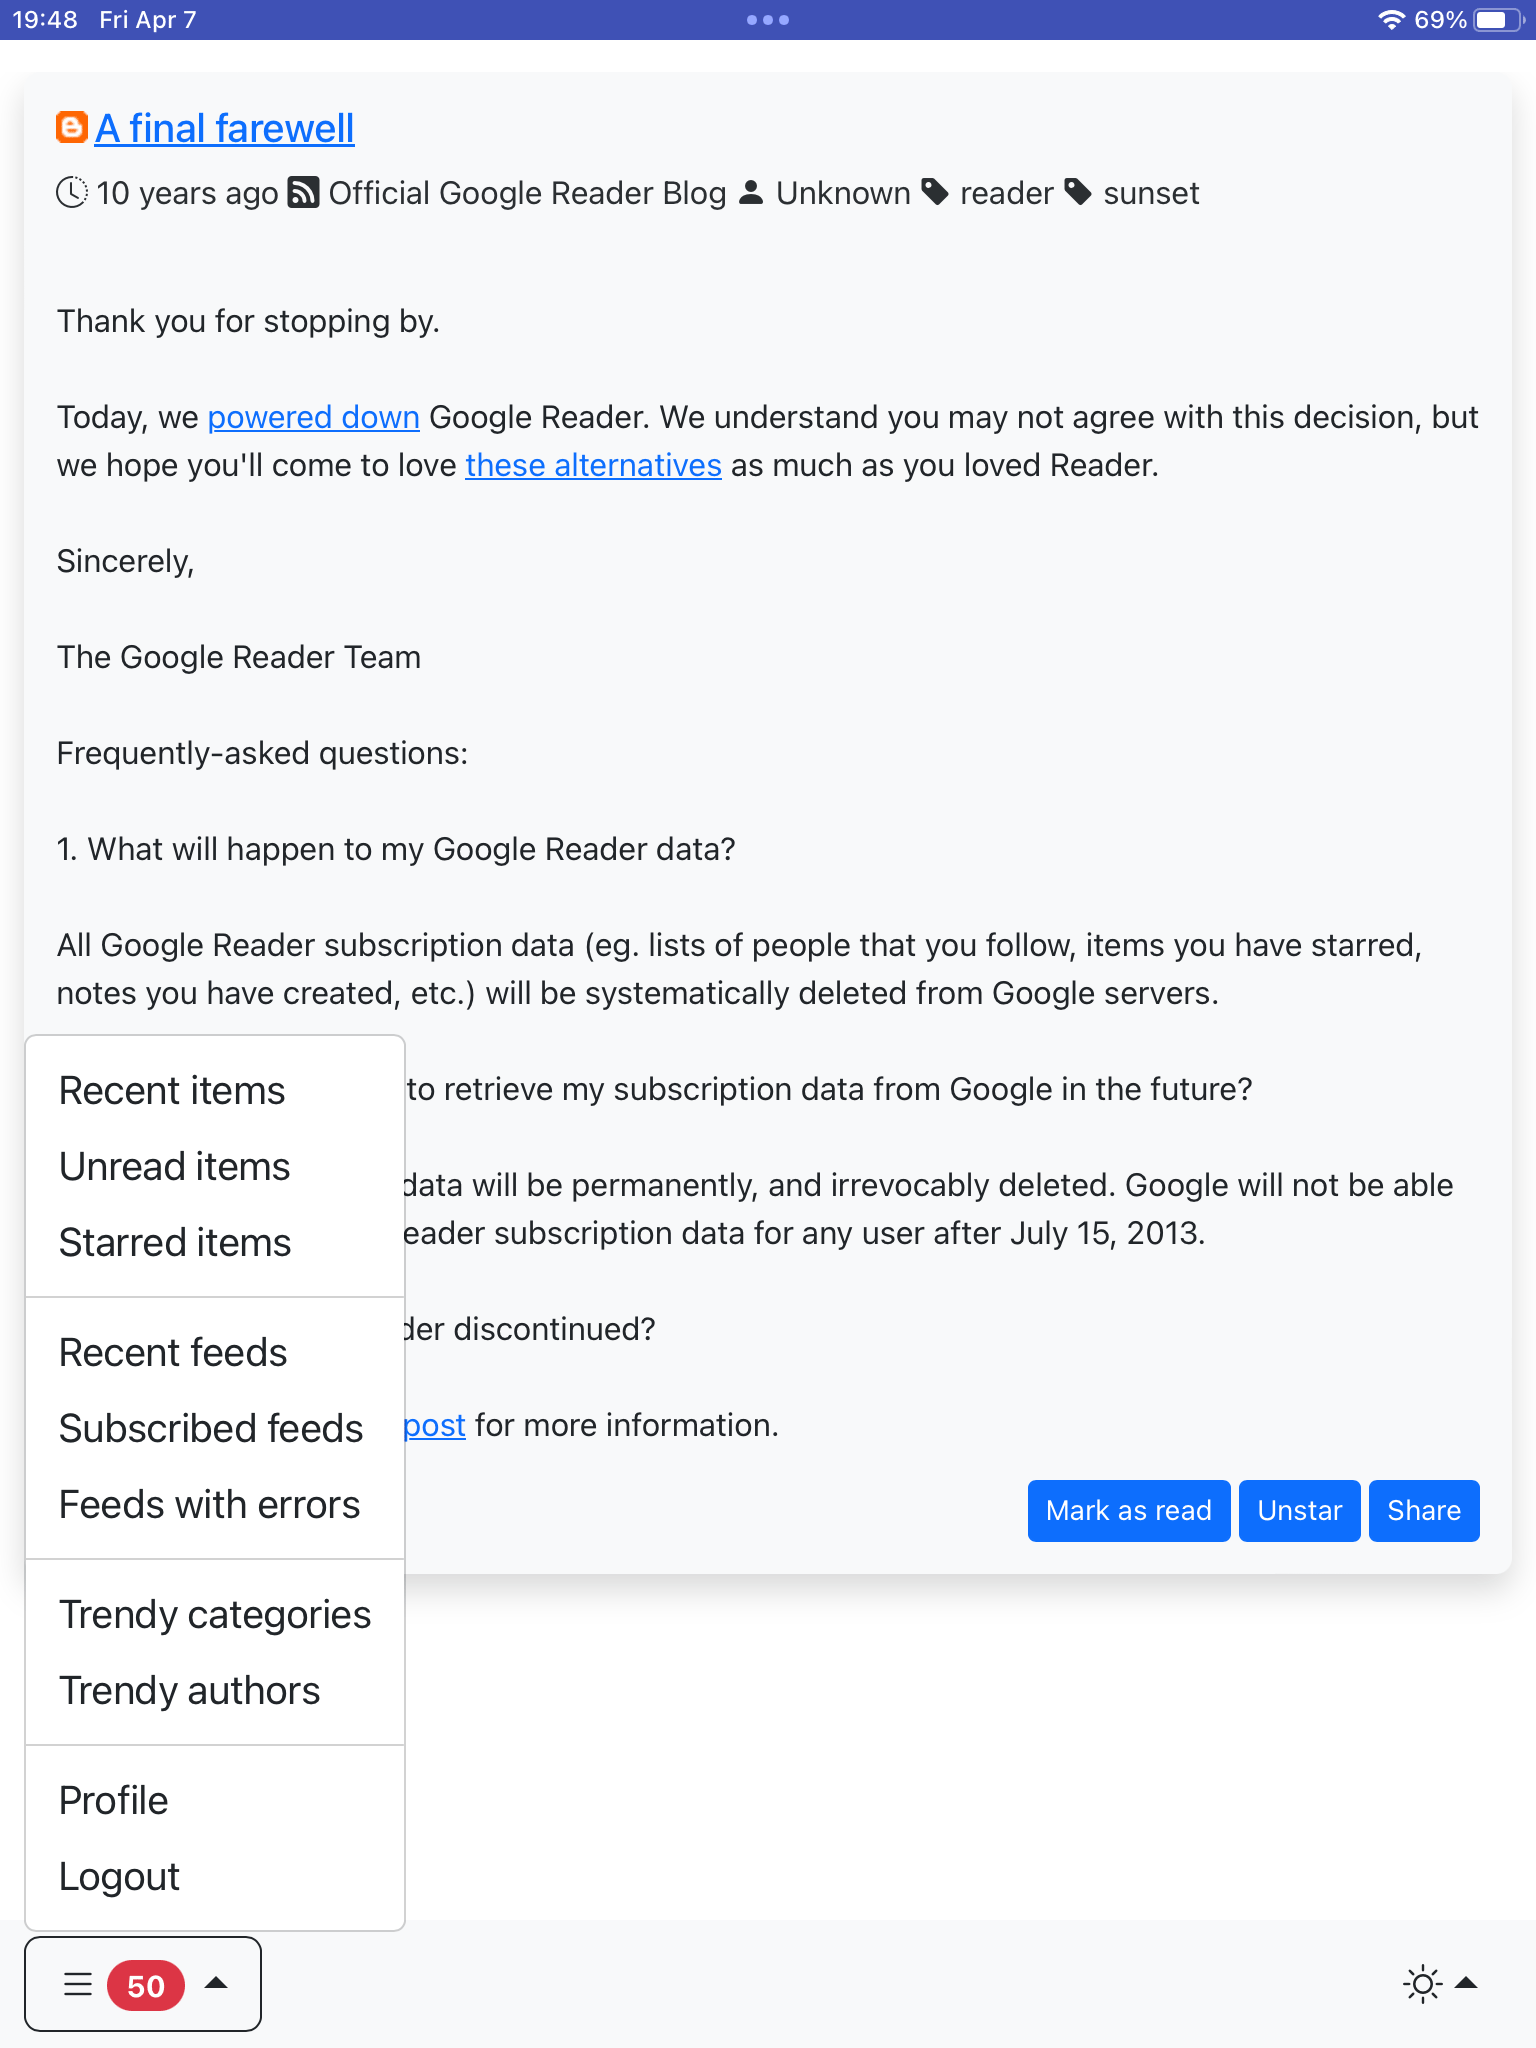 19:48 Fri Apr 7 69%
A final farewell
10 years ago Official Google Reader Blog Unknown reader sunset
Thank you for stopping by.
Today, we powered down Google Reader. We understand you may not agree with this decision, but
we hope you'll come to love these alternatives as much as you loved Reader.
Sincerely,
The Google Reader Team
Frequently-asked questions:
1. What will happen to my Google Reader data?
All Google Reader subscription data (eg. lists of people that you follow, items you have starred,
notes you have created, etc.) will be systematically deleted from Google servers.
to retrieve my subscription data from Google in the future?
data will be permanently, and irrevocably deleted. Google will not be able
eader subscription data for any user after July 15, 2013.
der discontinued?
post for more information.
Mark as read Unstar Share
Recent items
Unread items
Starred items
Recent feeds
Subscribed feeds
Feeds with errors
Trendy categories
Trendy authors
Profile
Logout
50